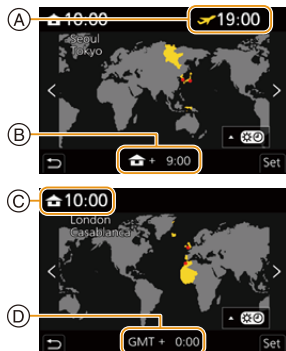 A
10:00
19:00
Seoul
Tokyo
B
+ 9:00
Set
C
10:00
London
Casablanca
D
GMT + 0:00
Set